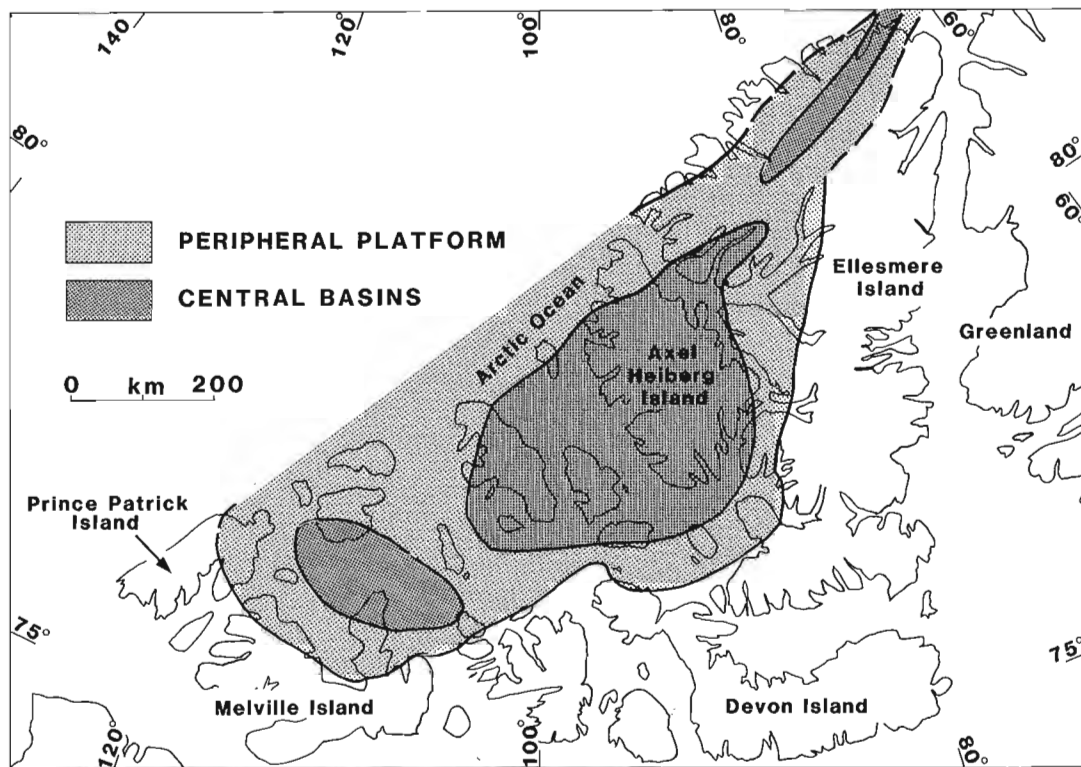 140
120°
100
80°
60°
80°
80°
60°
PERIPHERAL PLATFORM
CENTRAL BASINS
0 km 200
Arctic Ocean
Ellesmere
Island
Greenland
Axel
Heiberg
Island
Prince Patrick
Island
75°
75°
Melville Island
Devon Island
120°
100°
80°